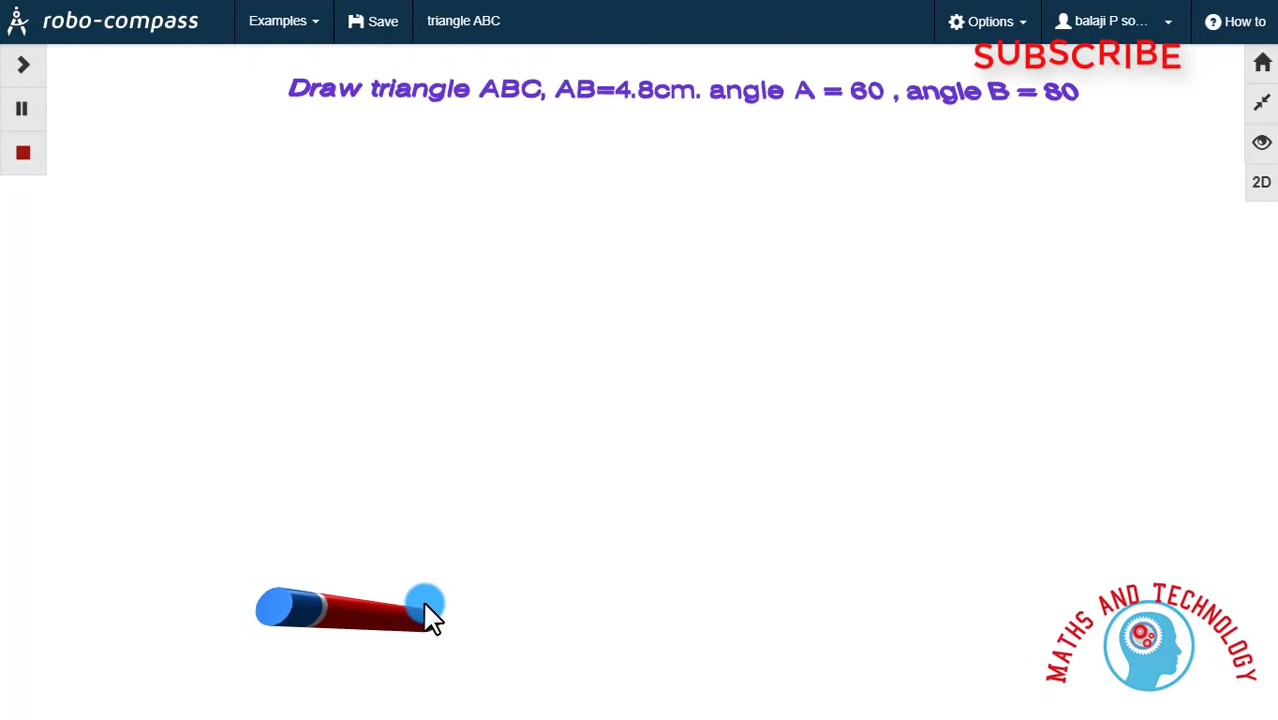 robo-compass
Examples
Save
triangle ABC
Options
balaji P so...
How to
SUBSCRIBE
Draw triangle ABC, AB=4.8cm. angle A = 60 , angle B = 80
2D
MATHS AND TECHNOLOGY